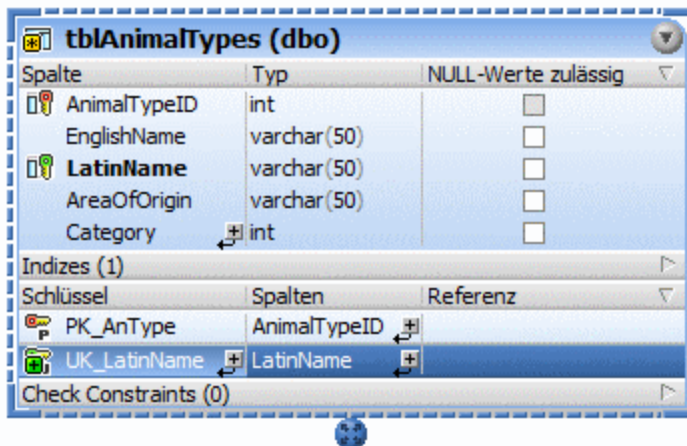 tblAnimalTypes (dbo)
Spalte Typ NULL-Werte zulässig
AnimalTypeID int
EnglishName varchar(50)
LatinName varchar(50)
AreaOfOrigin varchar(50)
Category int
Indizes (1)
Schlüssel Spalten Referenz
PK_AnType AnimalTypeID
UK_LatinName LatinName
Check Constraints (0)